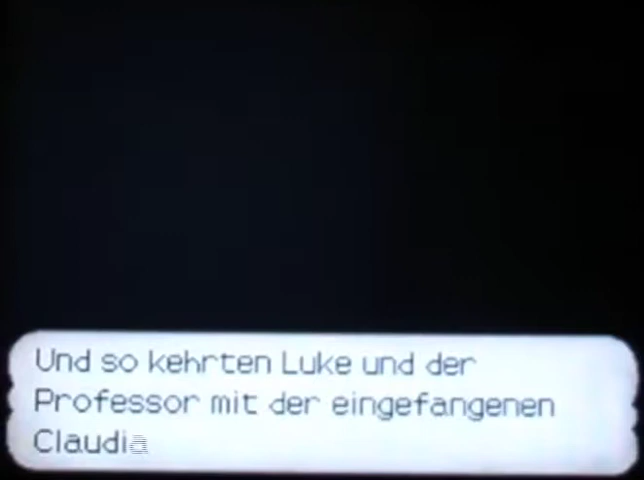 Und so kehrten Luke und der
Professor mit der eingefangenen
Claudia